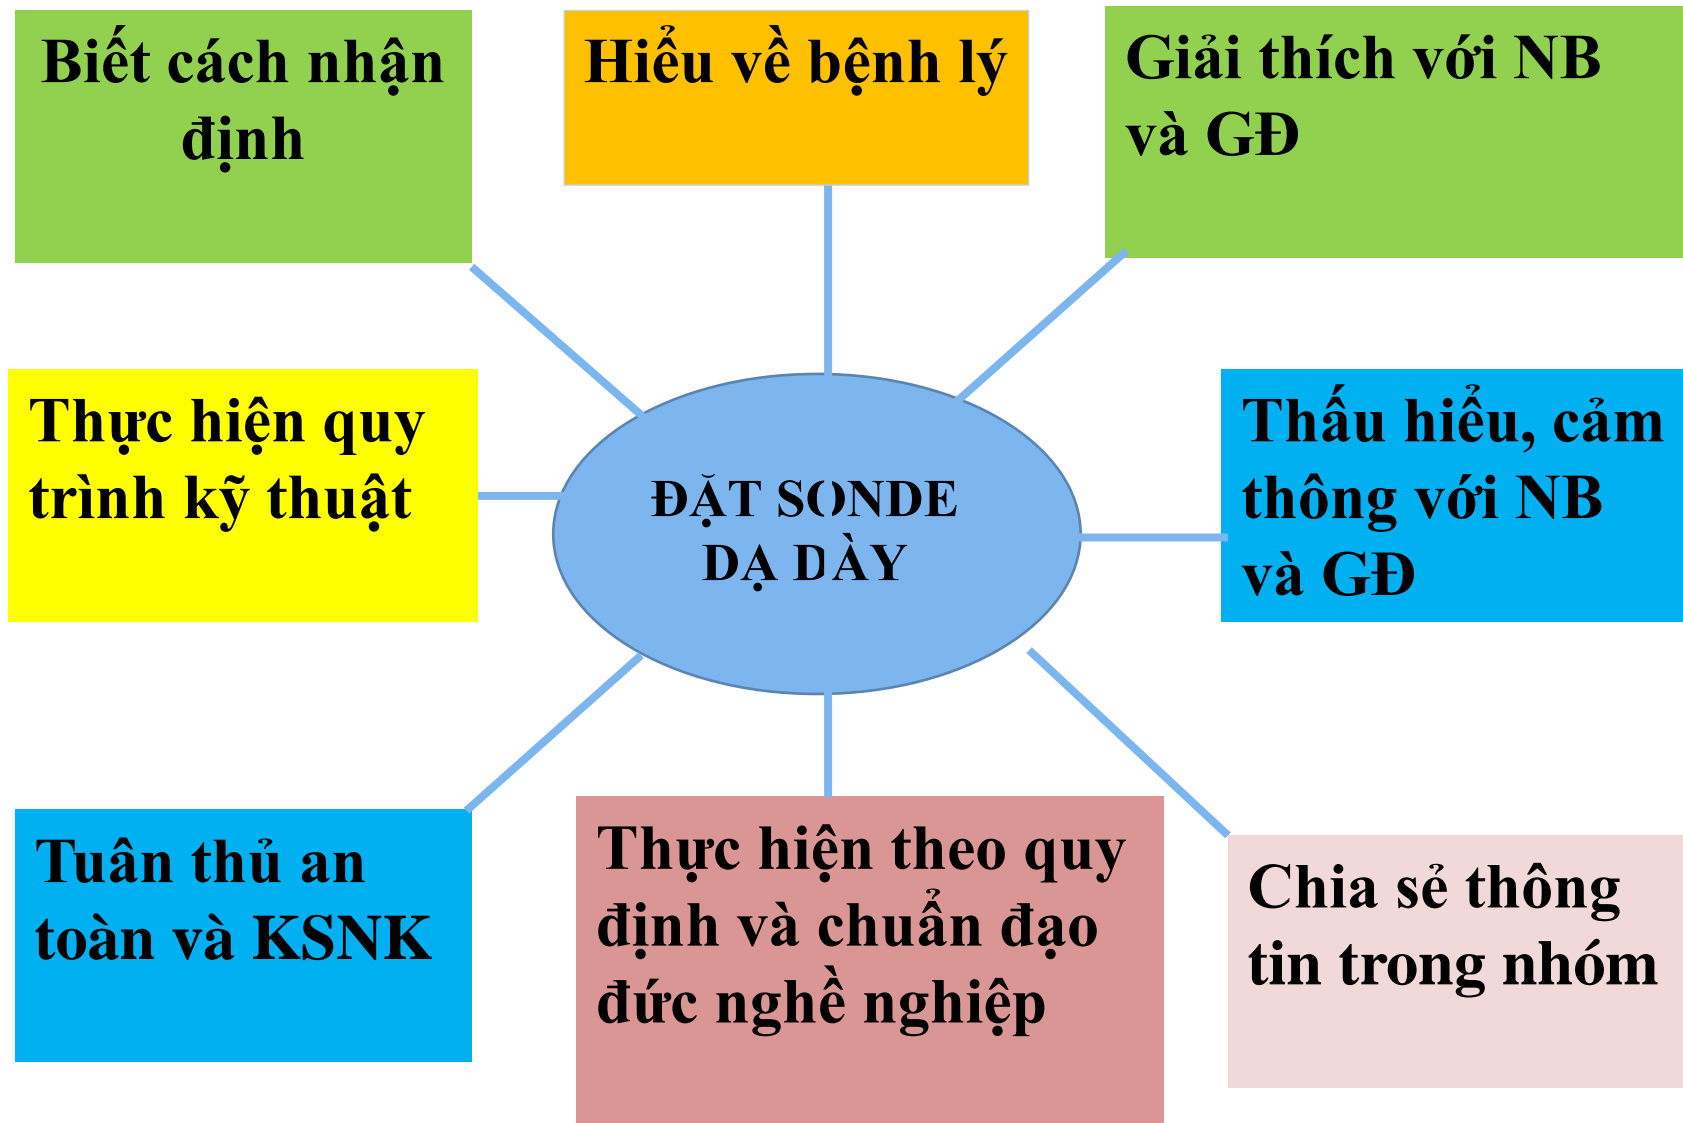 Biết cách nhận
định
Hiểu về bệnh lý
Giải thích với NB
và GĐ
Thực hiện quy
trình kỹ thuật
ĐẶT SONDE
DẠ DÀY
Thấu hiểu, cảm
thông với NB
và GĐ
Tuân thủ an
toàn và KSNK
Thực hiện theo quy
định và chuẩn đạo
đức nghề nghiệp
Chia sẻ thông
tin trong nhóm